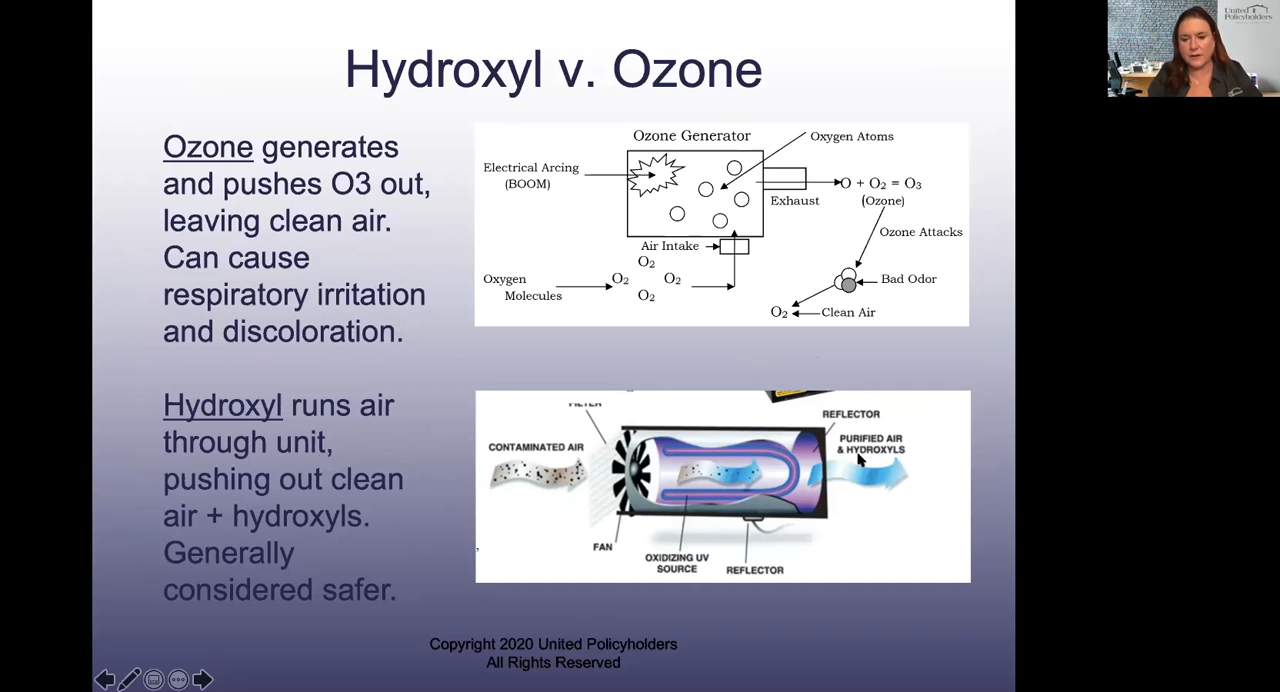 Hydroxyl v. Ozone
Ozone generates
and pushes O3 out,
leaving clean air.
Can cause
respiratory irritation
and discoloration.
Hydroxyl runs air
through unit,
pushing out clean
air + hydroxyls.
Generally
considered safer.
Ozone Generator
Oxygen Atoms
Electrical Arcing
(BOOM)
O + O₂ = O₃
(Ozone)
Exhaust
Ozone Attacks
Air Intake
O₂
O₂
O₂
O₂
Oxygen
Molecules
Bad Odor
O₂
Clean Air
FILTER
REFLECTOR
CONTAMINATED AIR
PURIFIED AIR
& HYDROXYLS
FAN
OXIDIZING UV
SOURCE
REFLECTOR
Copyright 2020 United Policyholders
All Rights Reserved
United
Policyholders